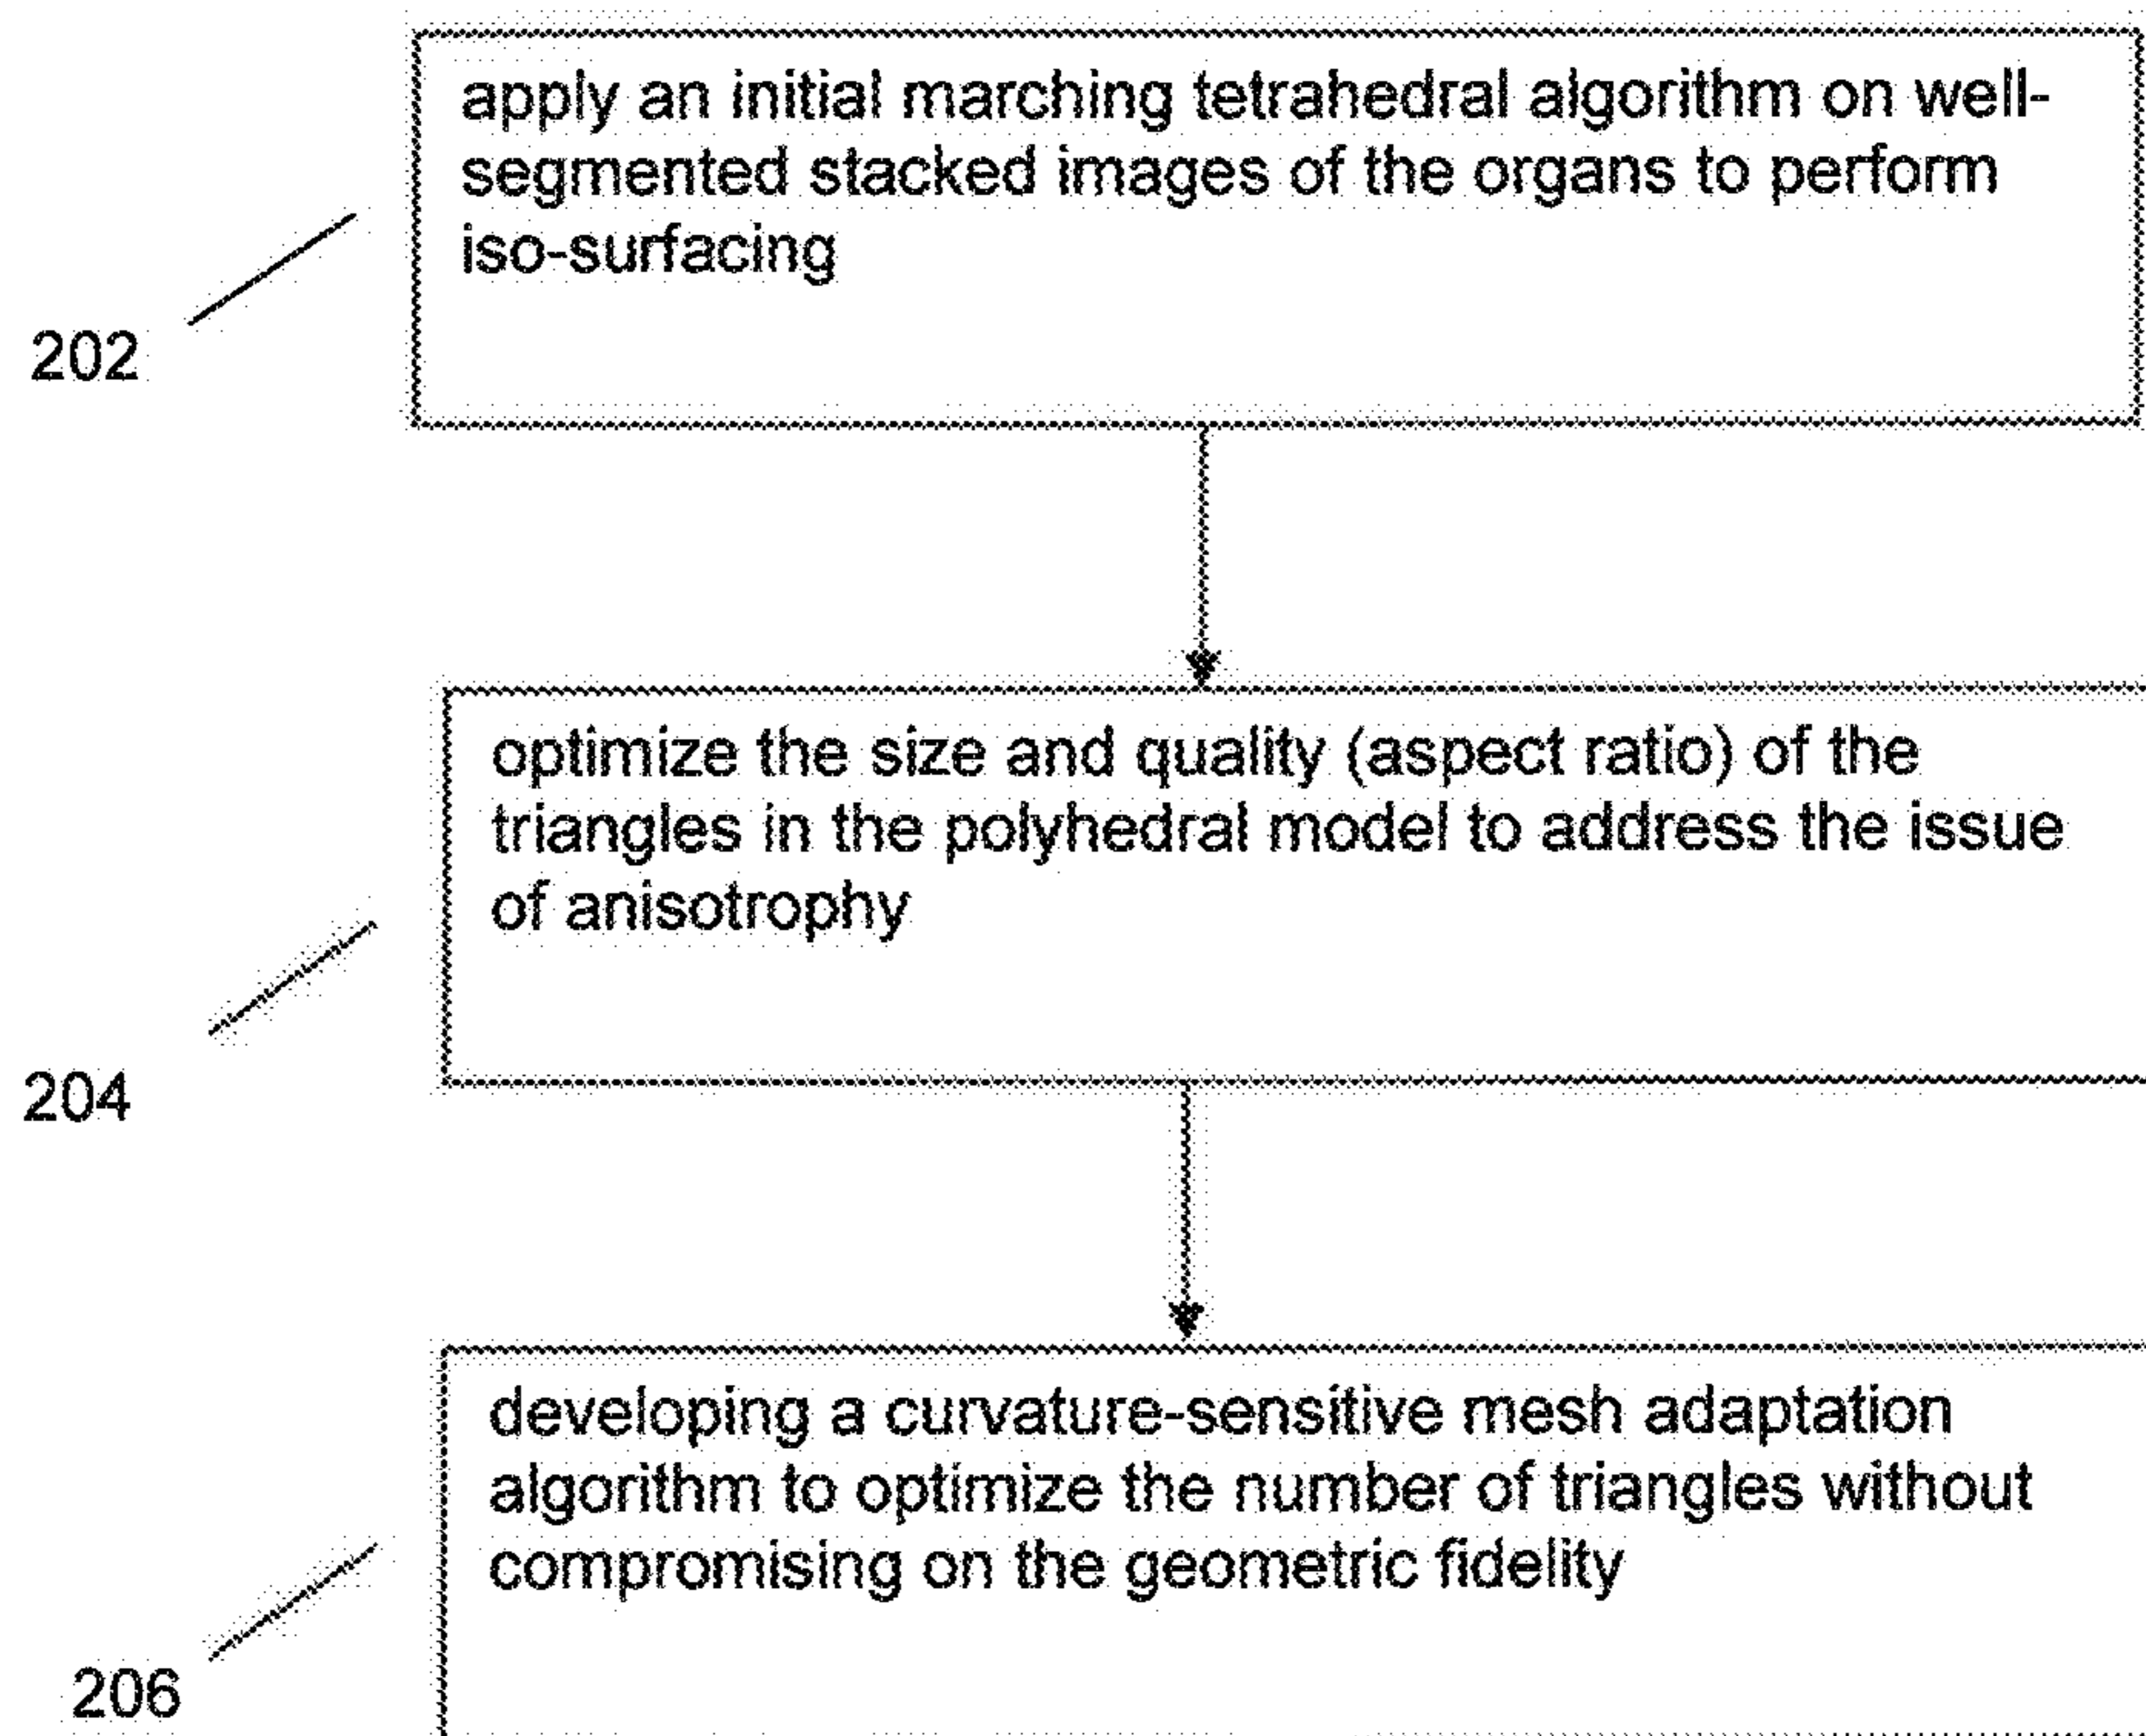 apply an initial marching tetrahedral algorithm on well-
segmented stacked images of the organs to perform
iso-surfacing
202
optimize the size and quality (aspect ratio) of the
triangles in the polyhedral model to address the issue
of anisotrophy
204
developing a curvature-sensitive mesh adaptation
algorithm to optimize the number of triangles without
compromising on the geometric fidelity
206